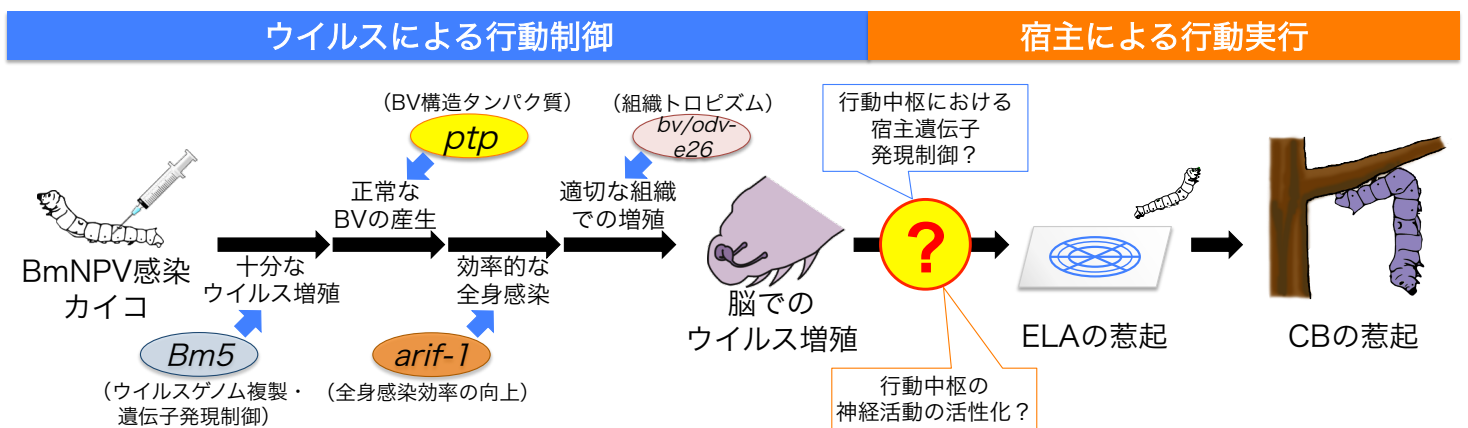 ウイルスによる行動制御
宿主による行動実行
(BV構造タンパク質)
ptp
(組織トロピズム)
bv/odv-
e26
行動中枢における
宿主遺伝子
発現制御？
正常な
BVの産生
適切な組織
での増殖
BmNPV感染
カイコ
十分な
ウイルス増殖
効率的な
全身感染
脳での
ウイルス増殖
?
ELAの惹起
CBの惹起
Bm5
(ウイルスゲノム複製・
遺伝子発現制御)
arif-1
(全身感染効率の向上)
行動中枢の
神経活動の活性化？